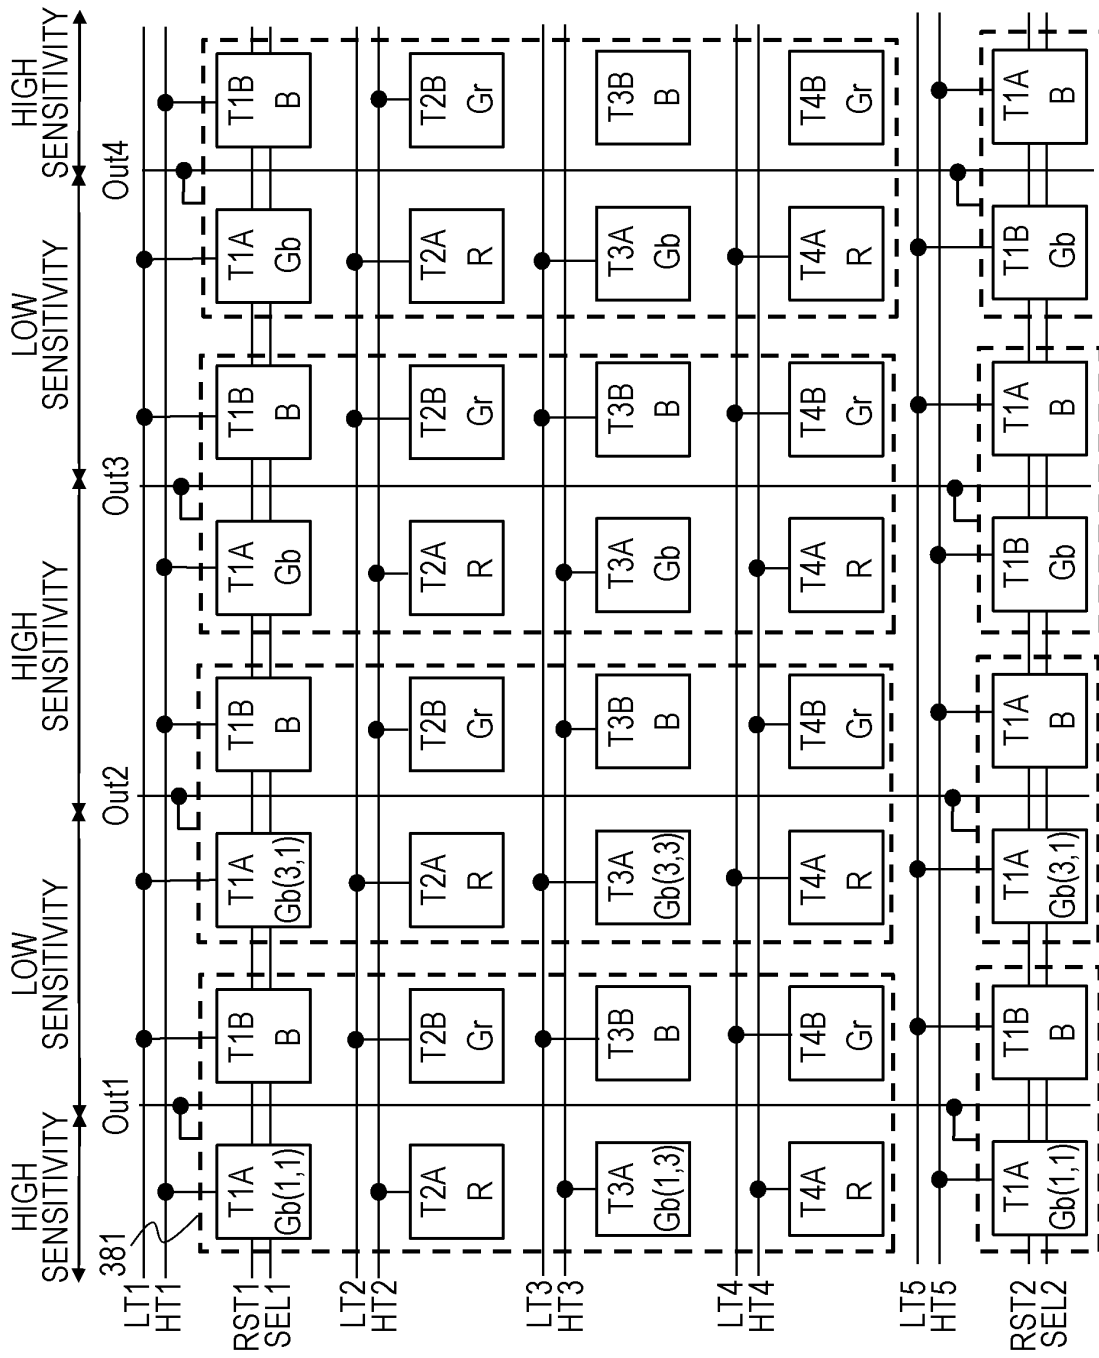 HIGH SENSITIVITY
LOW SENSITIVITY
HIGH SENSITIVITY
LOW SENSITIVITY
HIGH SENSITIVITY
381 Out1 Out2 Out3 Out4
LT1
HT1
RST1 T1A T1B T1A T1B T1A T1B T1A T1B
SEL1 Gb(1,1) B Gb(3,1) B Gb B Gb B
LT2
HT2
T2A T2B T2A T2B T2A T2B T2A T2B
R Gr R Gr R Gr R Gr
LT3
HT3
T3A T3B T3A T3B T3A T3B T3A T3B
Gb(1,3) B Gb(3,3) B Gb B Gb B
LT4
HT4
T4A T4B T4A T4B T4A T4B T4A T4B
R Gr R Gr R Gr R Gr
LT5
HT5
RST2 T1A T1B T1A T1A T1B T1A T1B T1A
SEL2 Gb(1,1) B Gb(3,1) B Gb B Gb B